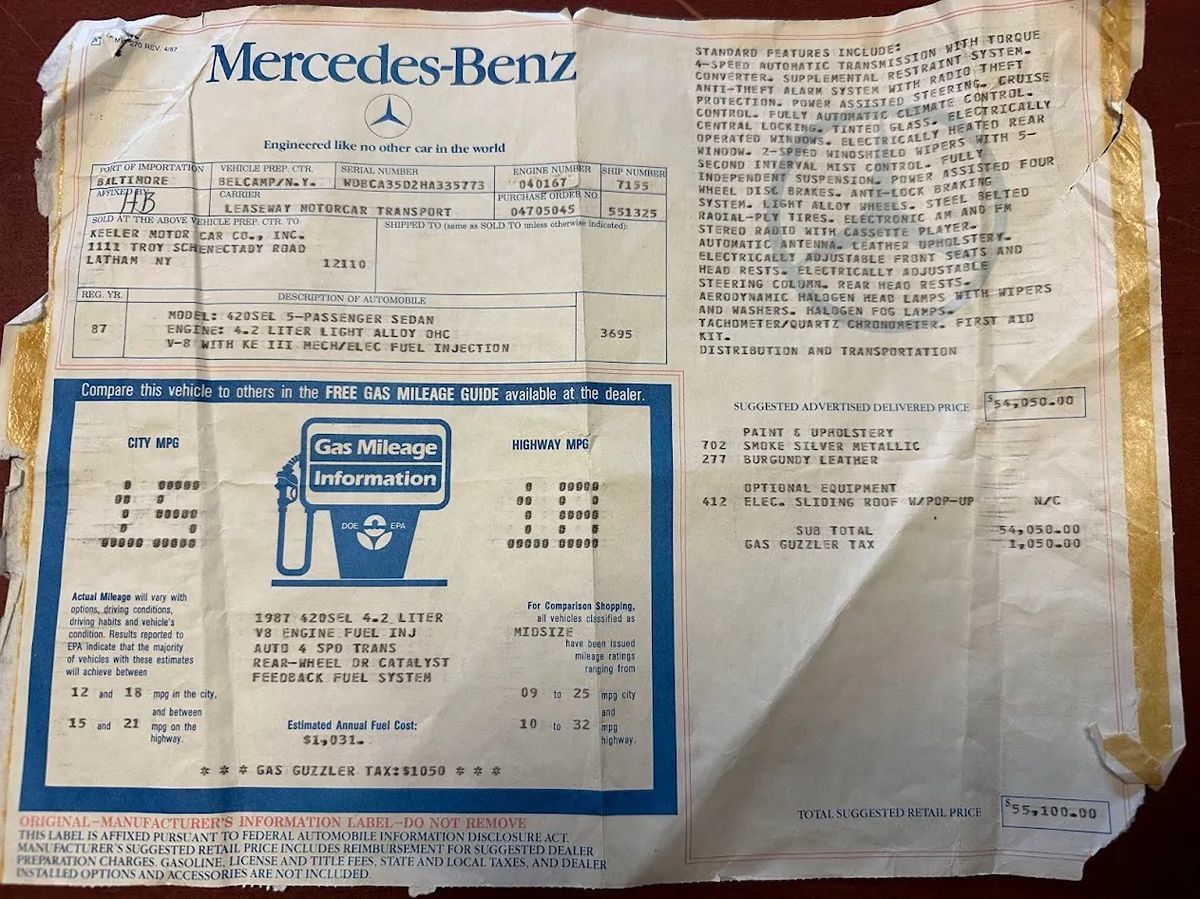 MB 270 REV. 4/87
Mercedes-Benz
Engineered like no other car in the world
PORT OF IMPORTATION
BALTIMORE
VEHICLE PREP. CTR.
BELCAMP/N.Y.
SERIAL NUMBER
WDBCA35D2HA335773
ENGINE NUMBER
040167
SHIP NUMBER
7155
AFFIXED BY
HB
CARRIER
LEASEWAY MOTORCAR TRANSPORT
PURCHASE ORDER NO.
04705045
551325
SOLD AT THE ABOVE VEHICLE PREP. CTR. TO:
KEELER MOTOR CAR CO., INC.
1111 TROY SCHENECTADY ROAD
LATHAM NY 12110
SHIPPED TO (same as SOLD TO unless otherwise indicated):
REG. YR.
87
DESCRIPTION OF AUTOMOBILE
MODEL: 420SEL 5-PASSENGER SEDAN
ENGINE: 4.2 LITER LIGHT ALLOY OHC
V-8 WITH KE III MECH/ELEC FUEL INJECTION
3695
Compare this vehicle to others in the FREE GAS MILEAGE GUIDE available at the dealer.
CITY MPG
15
Gas Mileage
Information
DOE EPA
HIGHWAY MPG
18
Actual Mileage will vary with
options, driving conditions,
driving habits and vehicle's
condition. Results reported to
EPA indicate that the majority
of vehicles with these estimates
will achieve between
12 and 18 mpg in the city,
and between
15 and 21 mpg on the
highway.
1987 420SEL 4.2 LITER
V8 ENGINE FUEL INJ
AUTO 4 SPD TRANS
REAR-WHEEL DR CATALYST
FEEDBACK FUEL SYSTEM
Estimated Annual Fuel Cost:
$1,031.
For Comparison Shopping,
all vehicles classified as
MIDSIZE
have been issued
mileage ratings
ranging from
09 to 25 mpg city
and
10 to 32 mpg
highway.
* * * GAS GUZZLER TAX:$1050 * * *
ORIGINAL-MANUFACTURER'S INFORMATION LABEL-DO NOT REMOVE
THIS LABEL IS AFFIXED PURSUANT TO FEDERAL AUTOMOBILE INFORMATION DISCLOSURE ACT.
MANUFACTURER'S SUGGESTED RETAIL PRICE INCLUDES REIMBURSEMENT FOR SUGGESTED DEALER
PREPARATION CHARGES. GASOLINE, LICENSE AND TITLE FEES, STATE AND LOCAL TAXES, AND DEALER
INSTALLED OPTIONS AND ACCESSORIES ARE NOT INCLUDED.
STANDARD FEATURES INCLUDE:
4-SPEED AUTOMATIC TRANSMISSION WITH TORQUE
CONVERTER. SUPPLEMENTAL RESTRAINT SYSTEM.
ANTI-THEFT ALARM SYSTEM WITH RADIO THEFT
PROTECTION. POWER ASSISTED STEERING. CRUISE
CONTROL. FULLY AUTOMATIC CLIMATE CONTROL.
CENTRAL LOCKING. TINTED GLASS. ELECTRICALLY
OPERATED WINDOWS. ELECTRICALLY HEATED REAR
WINDOW. 2-SPEED WINDSHIELD WIPERS WITH 5-
SECOND INTERVAL MIST CONTROL. FULLY
INDEPENDENT SUSPENSION. POWER ASSISTED FOUR
WHEEL DISC BRAKES. ANTI-LOCK BRAKING
SYSTEM. LIGHT ALLOY WHEELS. STEEL BELTED
RADIAL-PLY TIRES. ELECTRONIC AM AND FM
STEREO RADIO WITH CASSETTE PLAYER.
AUTOMATIC ANTENNA. LEATHER UPHOLSTERY.
ELECTRICALLY ADJUSTABLE FRONT SEATS AND
HEAD RESTS. ELECTRICALLY ADJUSTABLE
STEERING COLUMN. REAR HEAD RESTS.
AERODYNAMIC HALOGEN HEAD LAMPS WITH WIPERS
AND WASHERS. HALOGEN FOG LAMPS.
TACHOMETER/QUARTZ CHRONOMETER. FIRST AID
KIT.
DISTRIBUTION AND TRANSPORTATION
SUGGESTED ADVERTISED DELIVERED PRICE $54,050.00
PAINT & UPHOLSTERY
702 SMOKE SILVER METALLIC
277 BURGUNDY LEATHER
OPTIONAL EQUIPMENT
412 ELEC. SLIDING ROOF W/POP-UP N/C
SUB TOTAL 54,050.00
GAS GUZZLER TAX 1,050.00
TOTAL SUGGESTED RETAIL PRICE $55,100.00